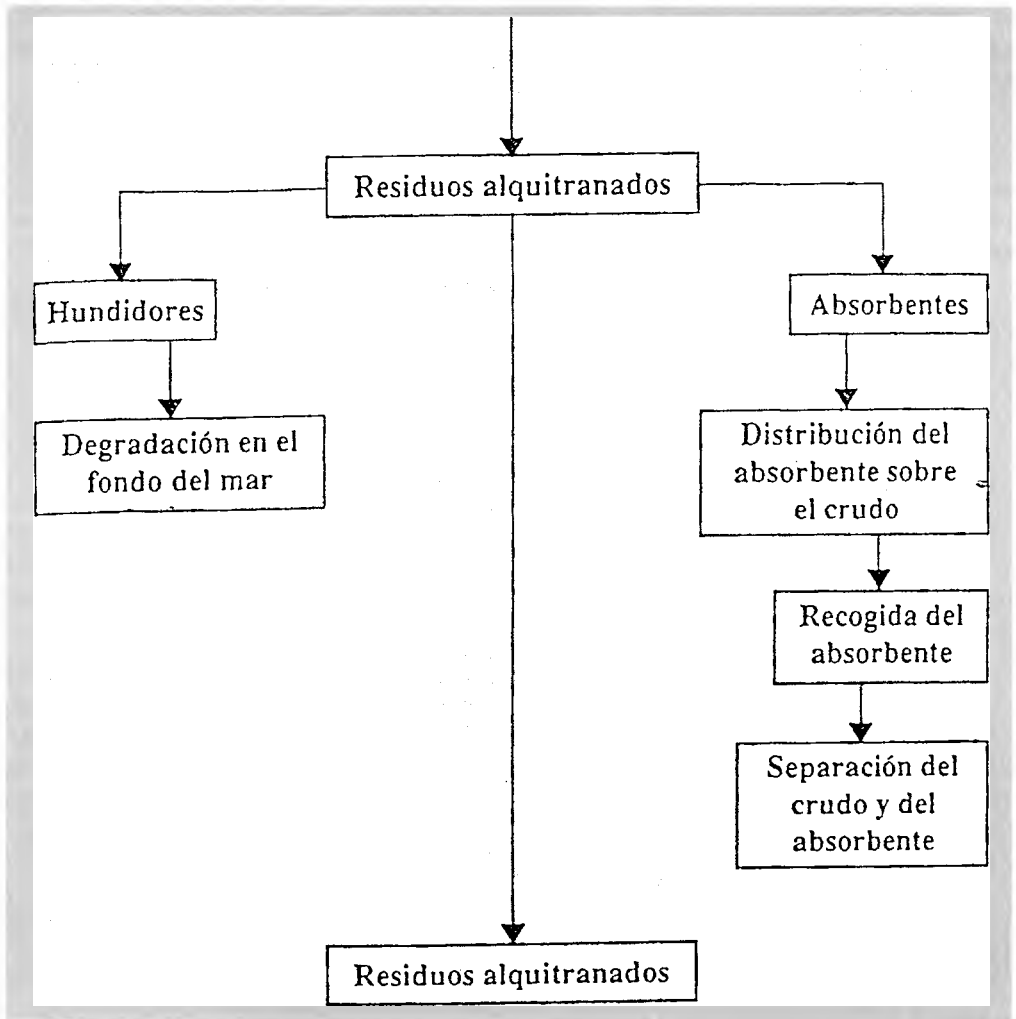 Residuos alquitranados
Hundidores
Degradación en el
fondo del mar
Absorbentes
Distribución del
absorbente sobre
el crudo
Recogida del
absorbente
Separación del
crudo y del
absorbente
Residuos alquitranados